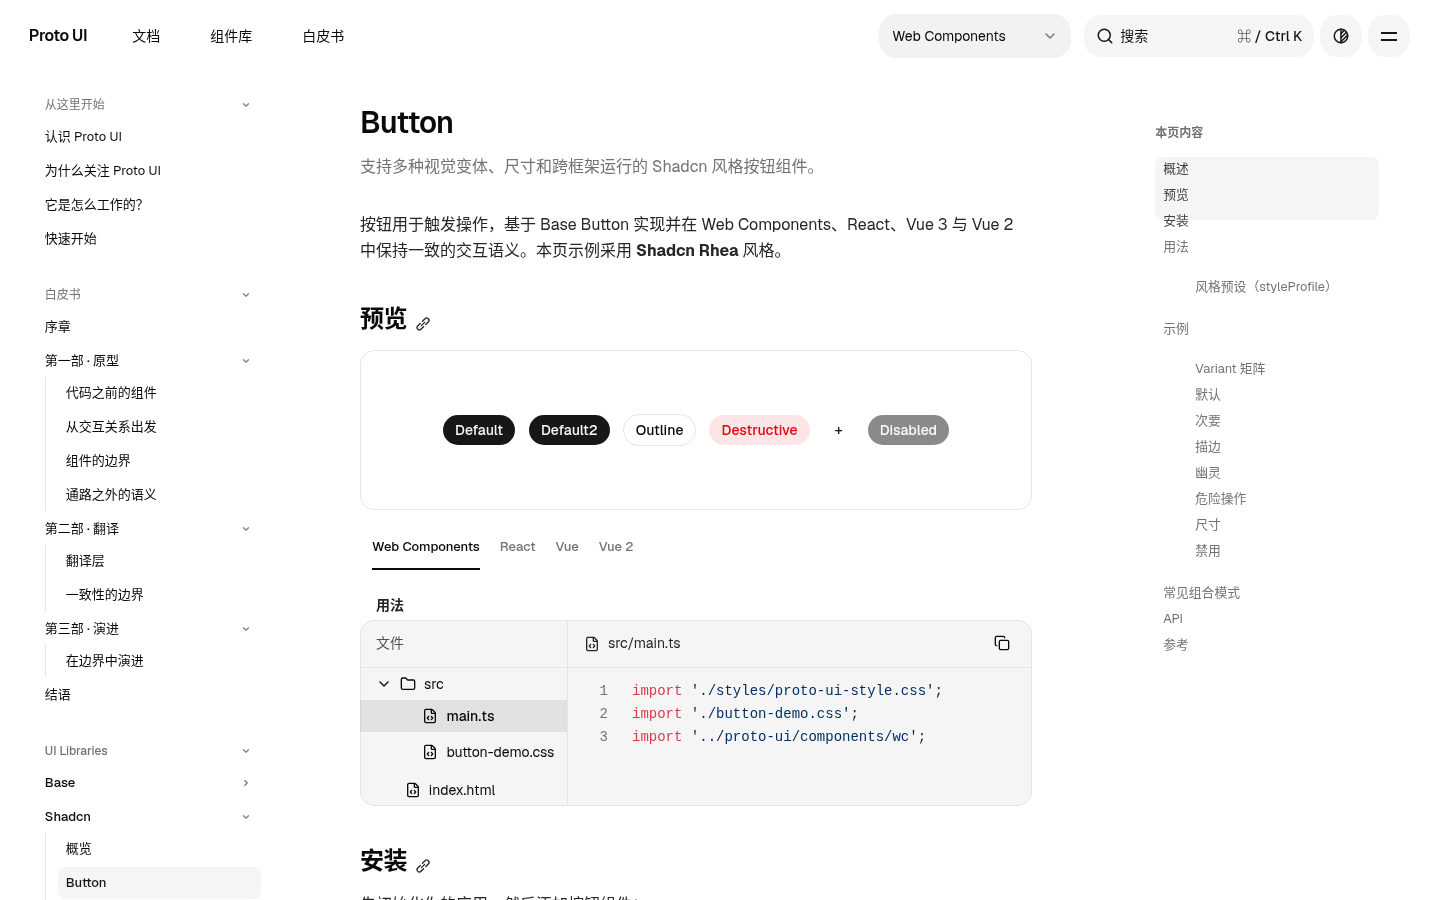 Proto UI
文档
组件库
白皮书
Web Components
搜索
⌘ / Ctrl K
从这里开始
认识 Proto UI
为什么关注 Proto UI
它是怎么工作的？
快速开始
白皮书
序章
第一部 · 原型
代码之前的组件
从交互关系出发
组件的边界
通路之外的语义
第二部 · 翻译
翻译层
一致性的边界
第三部 · 演进
在边界中演进
结语
UI Libraries
Base
Shadcn
概览
Button
Button
支持多种视觉变体、尺寸和跨框架运行的 Shadcn 风格按钮组件。
按钮用于触发操作，基于 Base Button 实现并在 Web Components、React、Vue 3 与 Vue 2
中保持一致的交互语义。本页示例采用 Shadcn Rhea 风格。
预览
Default
Default2
Outline
Destructive
+
Disabled
Web Components
React
Vue
Vue 2
用法
文件
src
main.ts
button-demo.css
index.html
src/main.ts
1 import './styles/proto-ui-style.css';
2 import './button-demo.css';
3 import '../proto-ui/components/wc';
安装
本页内容
概述
预览
安装
用法
风格预设（styleProfile）
示例
Variant 矩阵
默认
次要
描边
幽灵
危险操作
尺寸
禁用
常见组合模式
API
参考